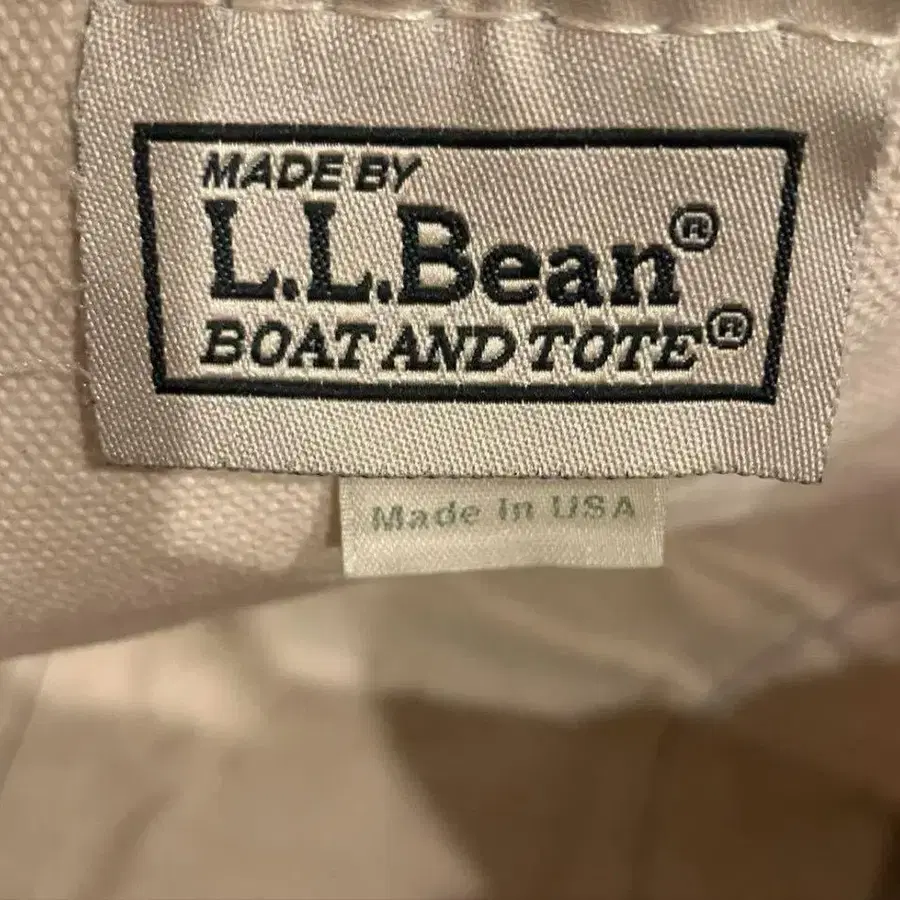 MADE BY
L.L.Bean®
BOAT AND TOTE®
Made in USA